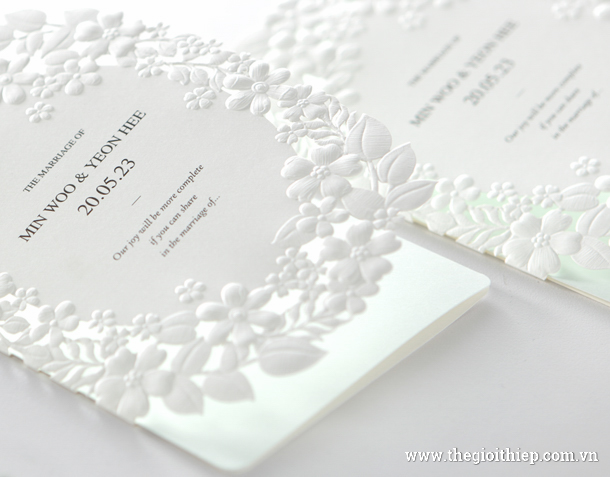 THE MARRIAGE OF
MIN WOO & YEON HEE
20.05.23
Our joy will be more complete
if you can share
in the marriage of...
THE MARRIAGE OF
MIN WOO & YEON HEE
20.05.23
Our joy will be more complete
if you can share
in the marriage of...
www.thegioithiep.com.vn